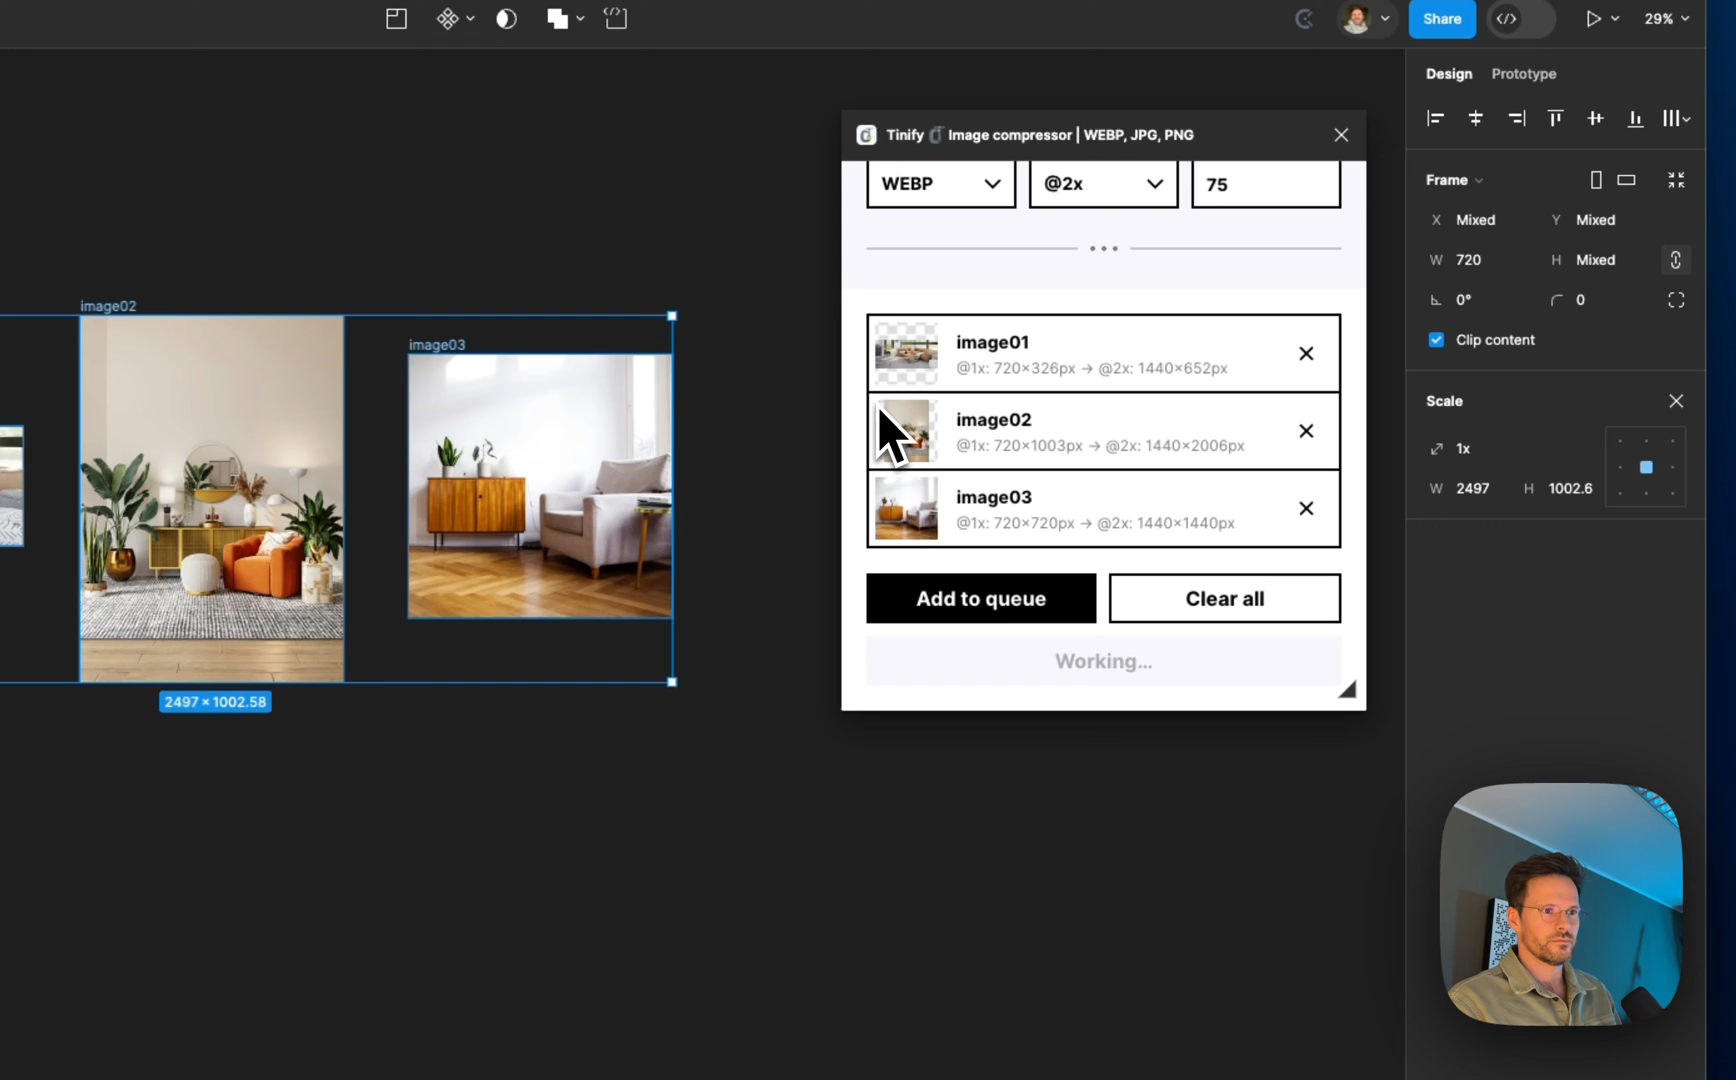 Share
29%
Design Prototype
Tinify Image compressor | WEBP, JPG, PNG
WEBP
@2x
75
Frame
X Mixed
Y Mixed
W 720
H Mixed
0°
0
Clip content
image02
image03
2497 × 1002.58
image01
@1x: 720×326px → @2x: 1440×652px
image02
@1x: 720×1003px → @2x: 1440×2006px
image03
@1x: 720×720px → @2x: 1440×1440px
Add to queue
Clear all
Working...
Scale
1x
W 2497
H 1002.6